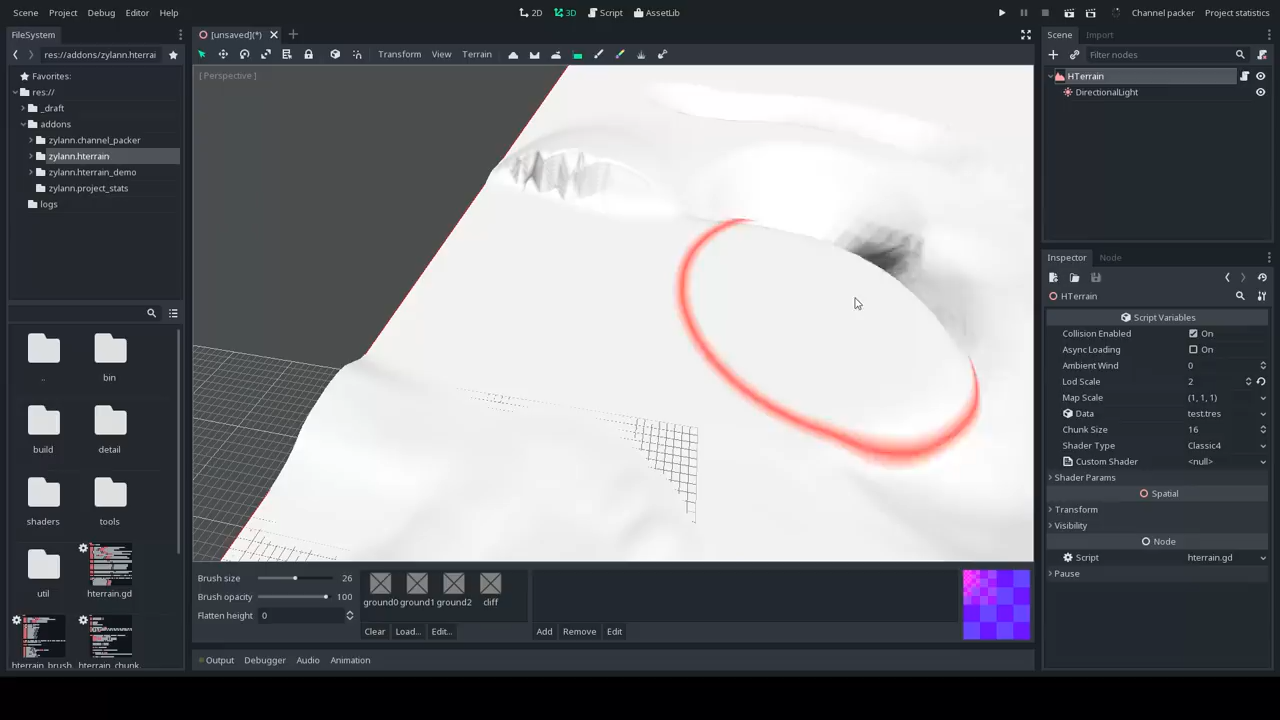 Scene Project Debug Editor Help
2D 3D Script AssetLib
Channel packer Project statistics
FileSystem
res://addons/zylann.hterrai
Favorites:
res://
_draft
addons
zylann.channel_packer
zylann.hterrain
zylann.hterrain_demo
zylann.project_stats
logs
..
bin
build
detail
shaders
tools
util
hterrain.gd
hterrain_brush
hterrain_chunk
[unsaved](*)
Transform View Terrain
[ Perspective ]
Brush size 26
Brush opacity 100
Flatten height 0
ground0 ground1 ground2 cliff
Clear Load... Edit...
Add Remove Edit
Output Debugger Audio Animation
Scene Import
Filter nodes
HTerrain
DirectionalLight
Inspector Node
HTerrain
Script Variables
Collision Enabled On
Async Loading On
Ambient Wind 0
Lod Scale 2
Map Scale (1, 1, 1)
Data test.tres
Chunk Size 16
Shader Type Classic4
Custom Shader <null>
Shader Params
Spatial
Transform
Visibility
Node
Script hterrain.gd
Pause